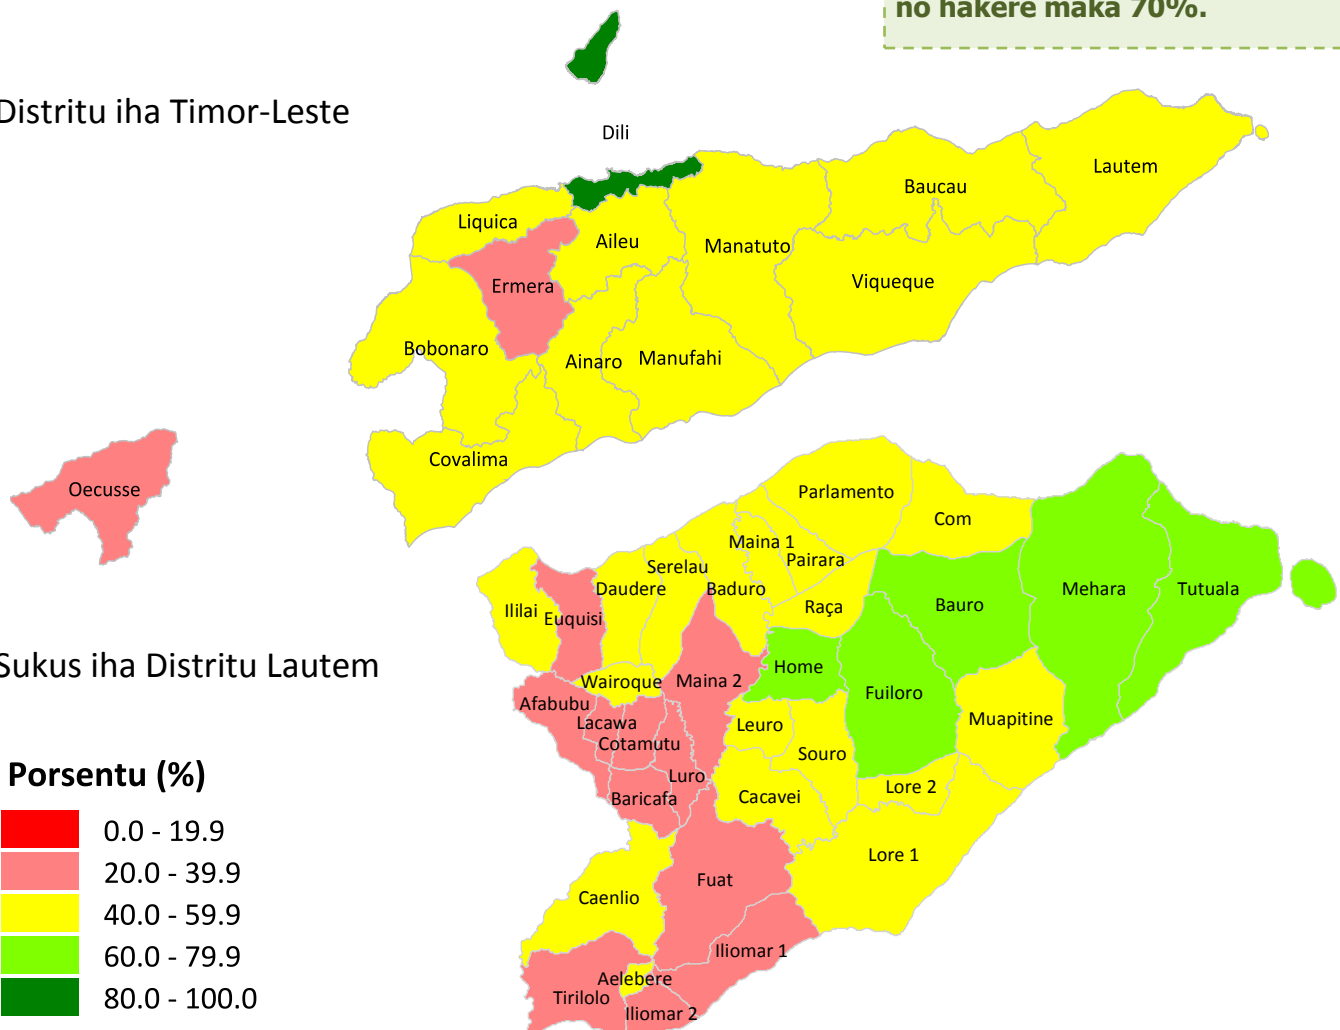 no hakere maka 70%.
Distritu iha Timor-Leste
Dili
Lautem
Baucau
Liquica
Aileu
Manatuto
Viqueque
Ermera
Bobonaro
Ainaro
Manufahi
Covalima
Oecusse
Parlamento
Com
Maina 1
Pairara
Serelau
Daudere
Baduro
Mehara
Tutuala
Raça
Bauro
Ililai
Euquisi
Sukus iha Distritu Lautem
Home
Wairoque
Maina 2
Fuiloro
Afabubu
Muapitine
Lacawa
Leuro
Cotamutu
Souro
Luro
Lore 2
Baricafa
Cacavei
Lore 1
Fuat
Caenlio
Iliomar 1
Aelebere
Tirilolo
Iliomar 2
Porsentu (%)
0.0 - 19.9
20.0 - 39.9
40.0 - 59.9
60.0 - 79.9
80.0 - 100.0